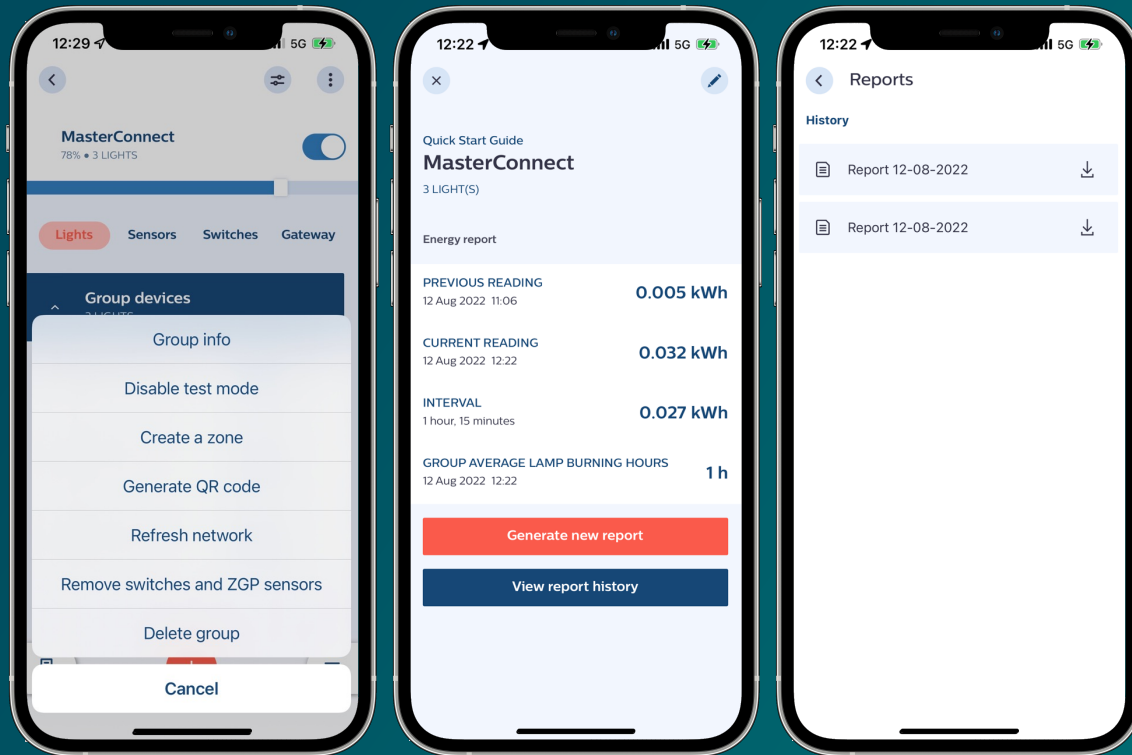 12:29
5G
MasterConnect
78% • 3 LIGHTS
Lights Sensors Switches Gateway
Group devices
3 LIGHTS
Group info
Disable test mode
Create a zone
Generate QR code
Refresh network
Remove switches and ZGP sensors
Delete group
Cancel
12:22
5G
Quick Start Guide
MasterConnect
3 LIGHT(S)
Energy report
PREVIOUS READING
12 Aug 2022 11:06
0.005 kWh
CURRENT READING
12 Aug 2022 12:22
0.032 kWh
INTERVAL
1 hour, 15 minutes
0.027 kWh
GROUP AVERAGE LAMP BURNING HOURS
12 Aug 2022 12:22
1 h
Generate new report
View report history
12:22
5G
Reports
History
Report 12-08-2022
Report 12-08-2022